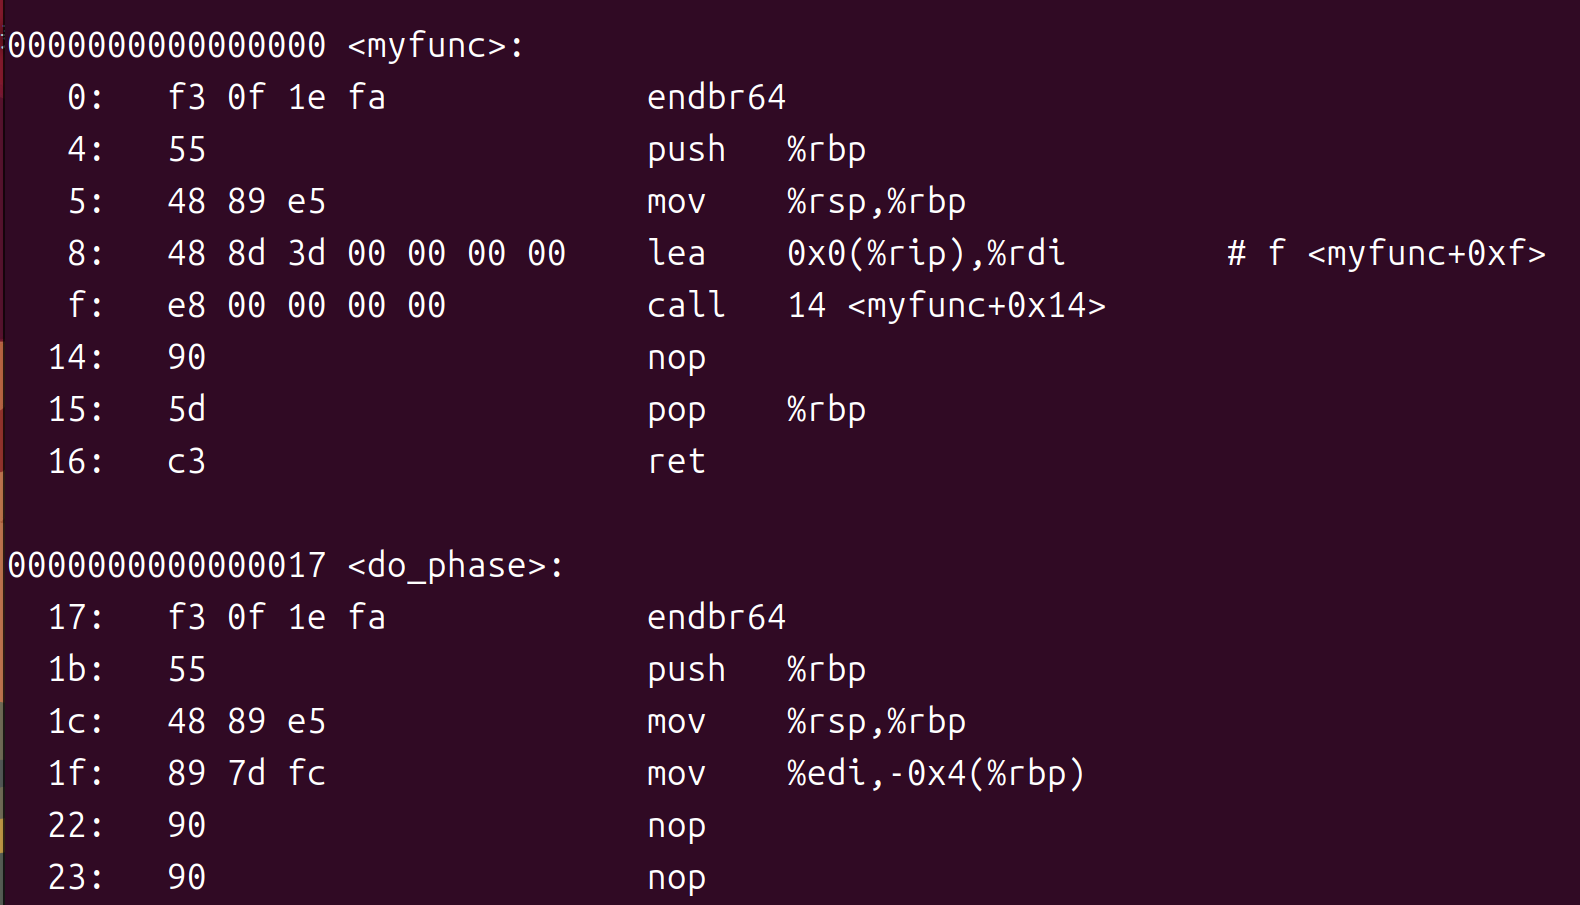 0000000000000000 <myfunc>:
   0:   f3 0f 1e fa             endbr64
   4:   55                      push   %rbp
   5:   48 89 e5                mov    %rsp,%rbp
   8:   48 8d 3d 00 00 00 00    lea    0x0(%rip),%rdi        # f <myfunc+0xf>
   f:   e8 00 00 00 00          call   14 <myfunc+0x14>
  14:   90                      nop
  15:   5d                      pop    %rbp
  16:   c3                      ret
0000000000000017 <do_phase>:
  17:   f3 0f 1e fa             endbr64
  1b:   55                      push   %rbp
  1c:   48 89 e5                mov    %rsp,%rbp
  1f:   89 7d fc                mov    %edi,-0x4(%rbp)
  22:   90                      nop
  23:   90                      nop